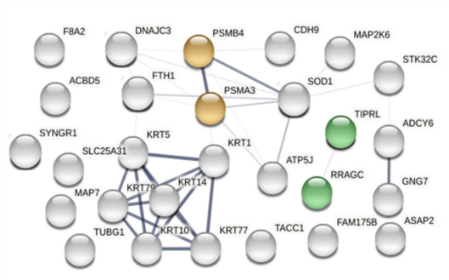 F8A2
DNAJC3
PSMB4
CDH9
MAP2K6
STK32C
ACBD5
FTH1
PSMA3
SOD1
TIPRL
ADCY6
SYNGR1
SLC25A31
KRT5
KRT1
ATP5J
RRAGC
GNG7
MAP7
KRT79
KRT14
TUBG1
KRT10
KRT77
TACC1
FAM175B
ASAP2